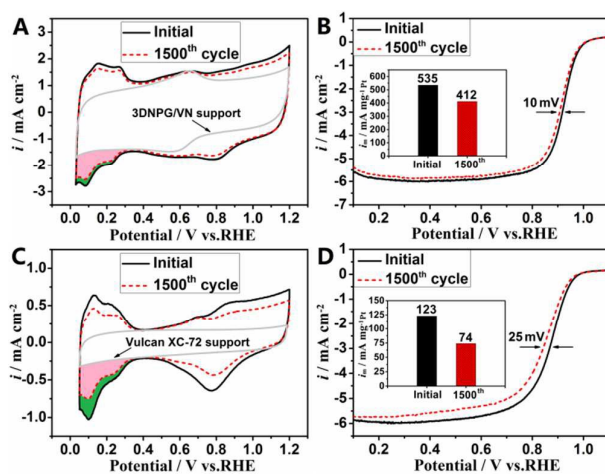 A
Initial
1500th cycle
3DNPG/VN support
i / mA cm-2
3
2
1
0
-1
-2
-3
0.0 0.2 0.4 0.6 0.8 1.0 1.2
Potential / V vs.RHE
B
Initial
1500th cycle
i / mA cm-2
0
-1
-2
-3
-4
-5
-6
0.2 0.4 0.6 0.8 1.0
Potential / V vs.RHE
10 mV
im / mA mg-1Pt
600
500
400
300
200
100
0
535
412
Initial 1500th
C
Initial
1500th cycle
Vulcan XC-72 support
i / mA cm-2
1.0
0.5
0.0
-0.5
-1.0
0.0 0.2 0.4 0.6 0.8 1.0 1.2
Potential / V vs.RHE
D
Initial
1500th cycle
i / mA cm-2
0
-1
-2
-3
-4
-5
-6
0.2 0.4 0.6 0.8 1.0
Potential / V vs.RHE
25 mV
im / mA mg-1Pt
150
125
100
75
50
25
0
123
74
Initial 1500th